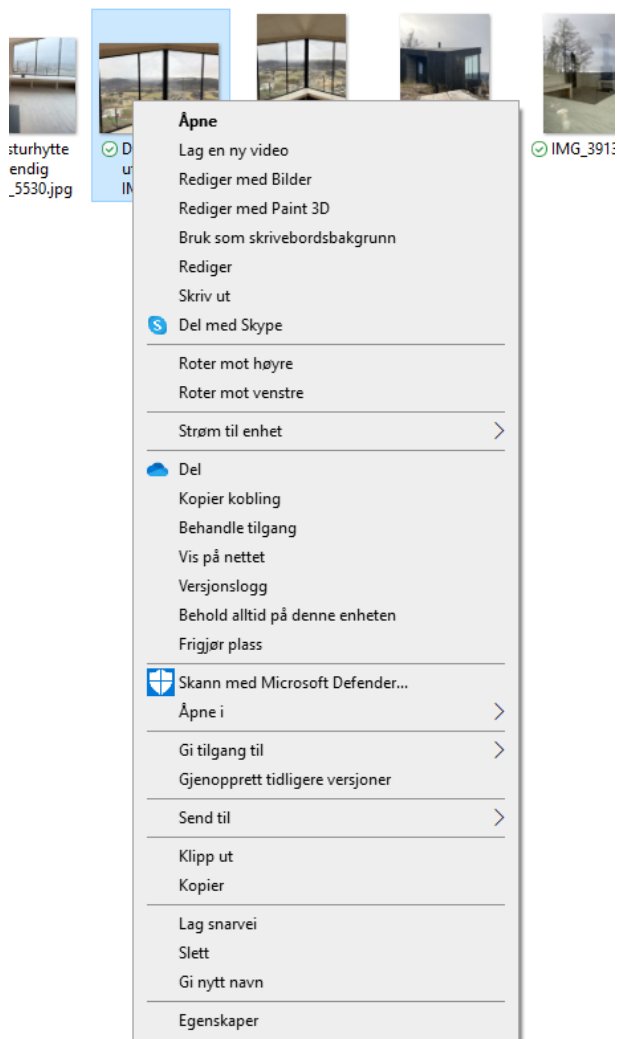 sturhytte
endig
_5530.jpg
D
IMG_3913
Åpne
Lag en ny video
Rediger med Bilder
Rediger med Paint 3D
Bruk som skrivebordsbakgrunn
Rediger
Skriv ut
Del med Skype
Roter mot høyre
Roter mot venstre
Strøm til enhet
Del
Kopier kobling
Behandle tilgang
Vis på nettet
Versjonslogg
Behold alltid på denne enheten
Frigjør plass
Skann med Microsoft Defender...
Åpne i
Gi tilgang til
Gjenopprett tidligere versjoner
Send til
Klipp ut
Kopier
Lag snarvei
Slett
Gi nytt navn
Egenskaper